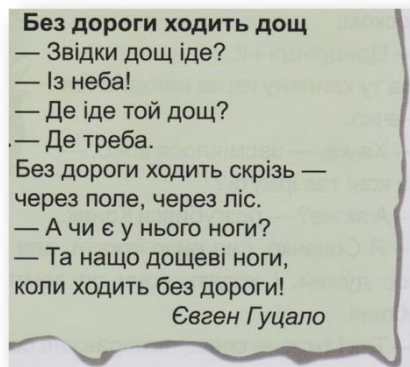 Без дороги ходить дощ
— Звідки дощ іде?
— Із неба!
— Де іде той дощ?
— Де треба.
Без дороги ходить скрізь —
через поле, через ліс.
— А чи є у нього ноги?
— Та нащо дощеві ноги,
коли ходить без дороги!
Євген Гуцало